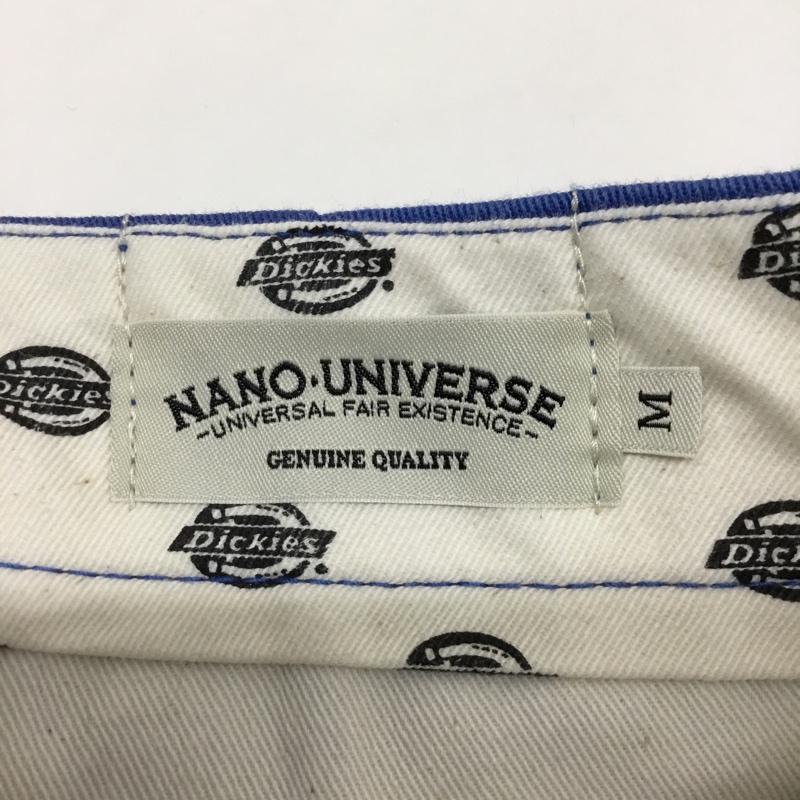 Dickies
Dickies
Dickies
NANO·UNIVERSE
-UNIVERSAL FAIR EXISTENCE-
GENUINE QUALITY
M
Dickies
Dickies